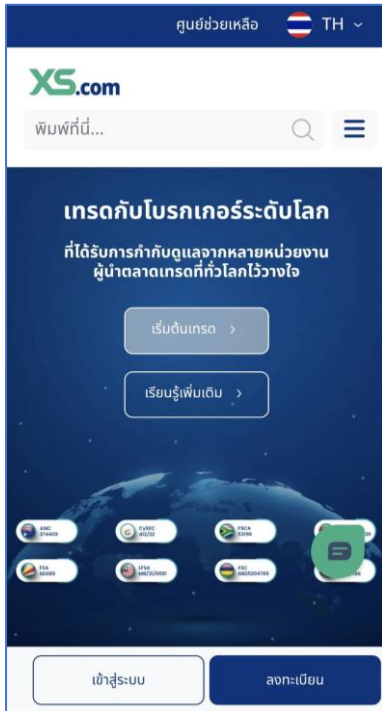 ศูนย์ช่วยเหลือ TH
XS.com
พิมพ์ที่นี่...
เทรดกับโบรกเกอร์ระดับโลก
ที่ได้รับการกำกับดูแลจากหลายหน่วยงาน
ผู้นำตลาดเทรดที่ทั่วโลกไว้วางใจ
เริ่มต้นเทรด >
เรียนรู้เพิ่มเติม >
ASIC CySEC FSCA
374409 412/22 53199
FSA LFSA FSC
SD089
เข้าสู่ระบบ ลงทะเบียน